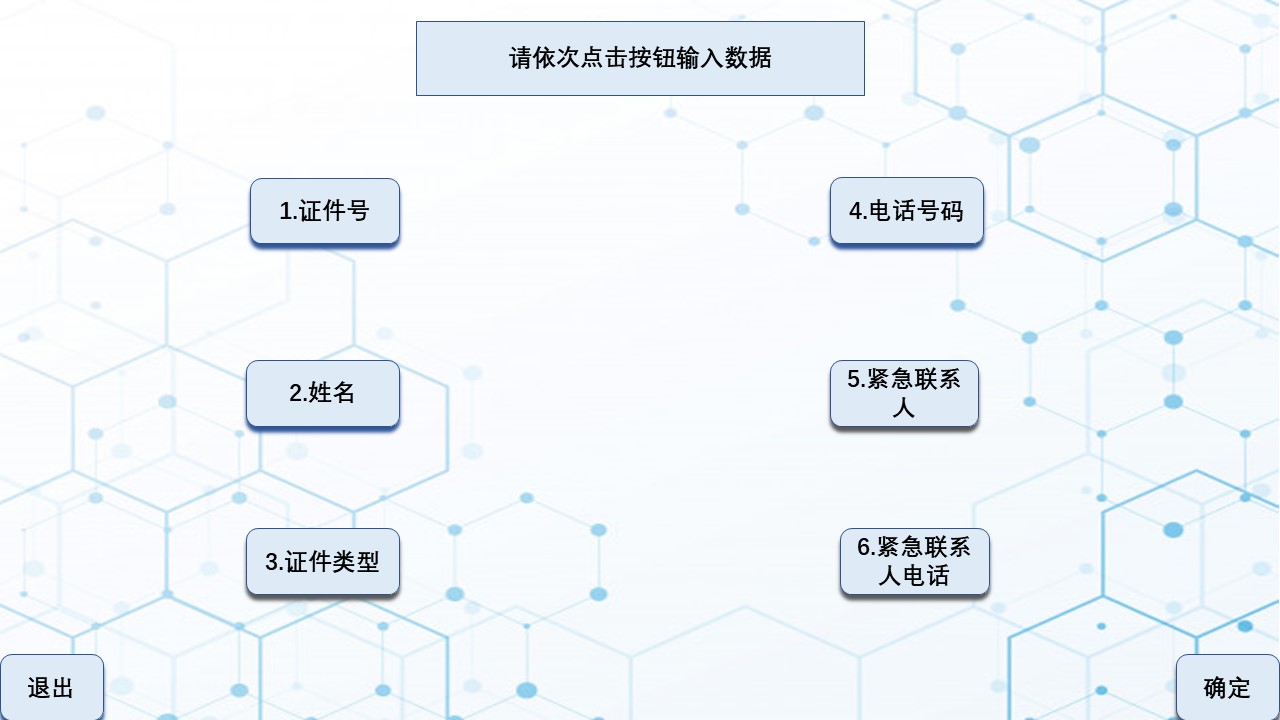 请依次点击按钮输入数据
1.证件号
4.电话号码
2.姓名
5.紧急联系
人
3.证件类型
6.紧急联系
人电话
退出
确定